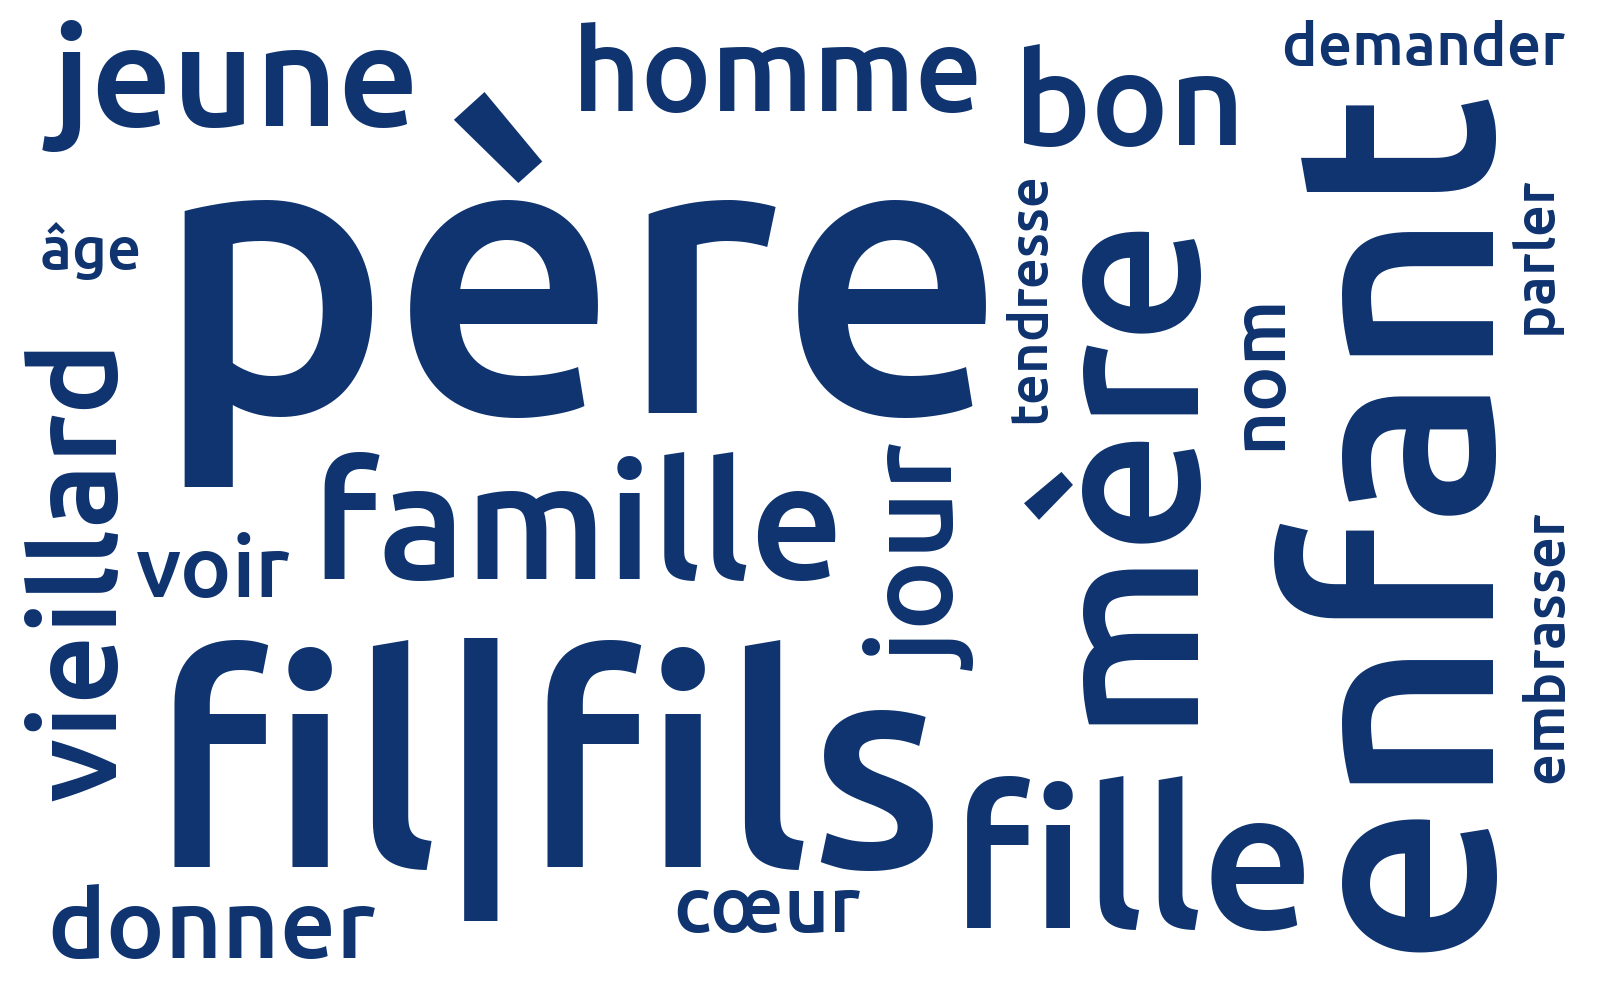 jeune
homme
bon
demander
père
âge
tendresse
mère
nom
enfant
parler
vieillard
voir
famille
jour
embrasser
fil|fils
fille
donner
cœur